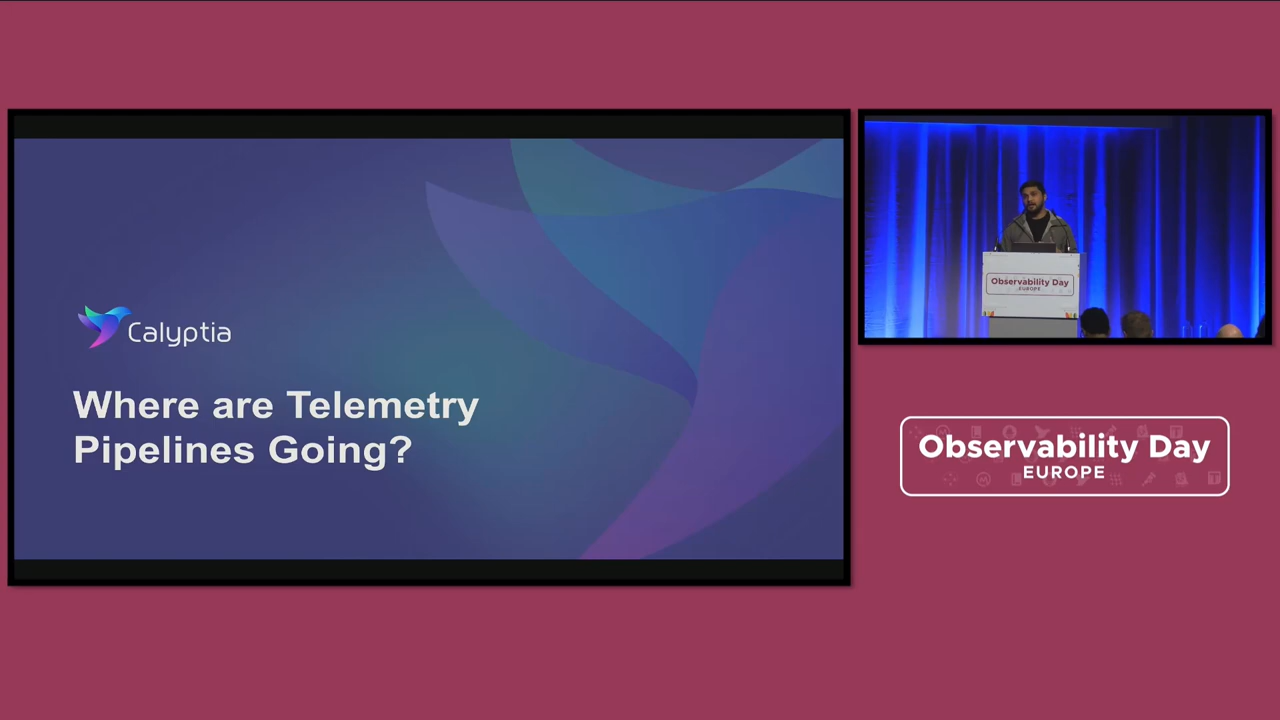 Calyptia
Where are Telemetry
Pipelines Going?
Observability Day
EUROPE
Observability Day
EUROPE